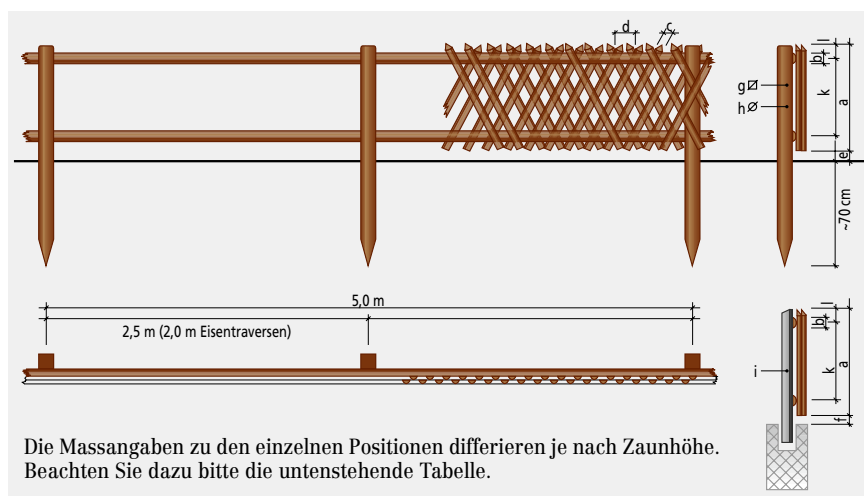 d c l
b
g
k a
h
e
~70 cm
5,0 m
2,5 m (2,0 m Eisentraversen)
l
b
i
k a
f
Die Massangaben zu den einzelnen Positionen differieren je nach Zaunhöhe.
Beachten Sie dazu bitte die untenstehende Tabelle.